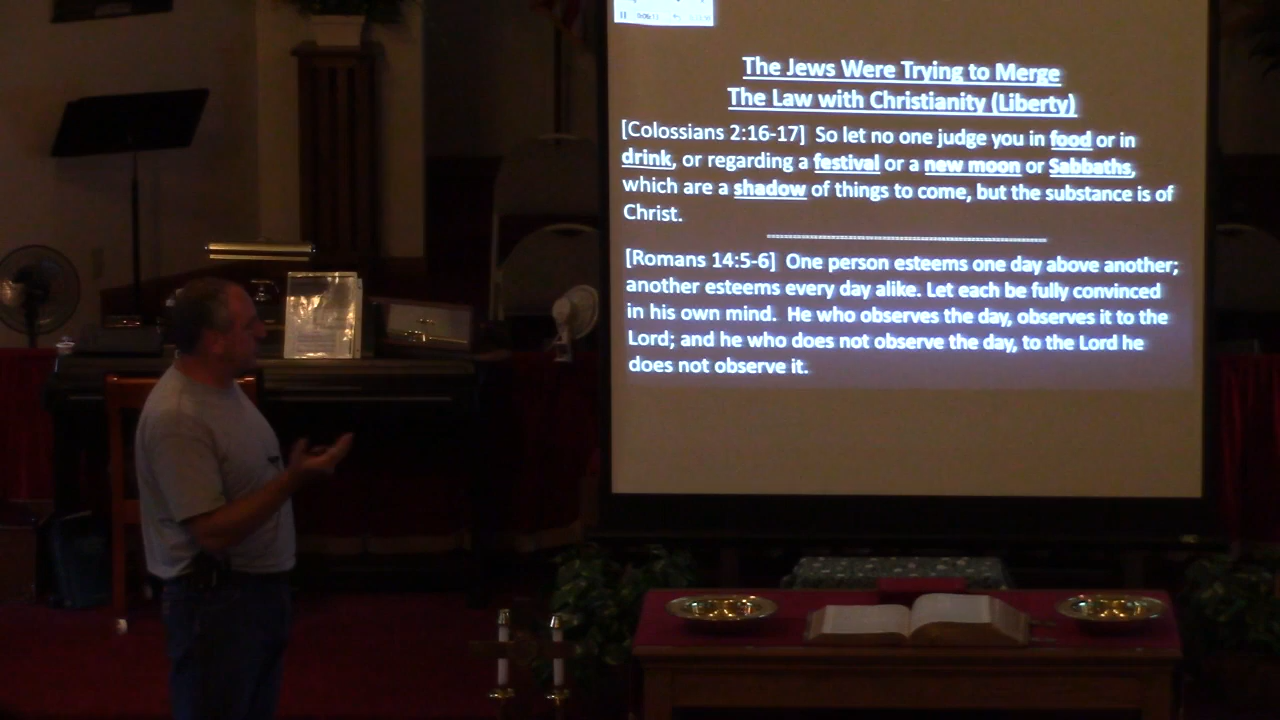 The Jews Were Trying to Merge
The Law with Christianity (Liberty)
[Colossians 2:16-17] So let no one judge you in food or in
drink, or regarding a festival or a new moon or Sabbaths,
which are a shadow of things to come, but the substance is of
Christ.
[Romans 14:5-6] One person esteems one day above another;
another esteems every day alike. Let each be fully convinced
in his own mind. He who observes the day, observes it to the
Lord; and he who does not observe the day, to the Lord he
does not observe it.